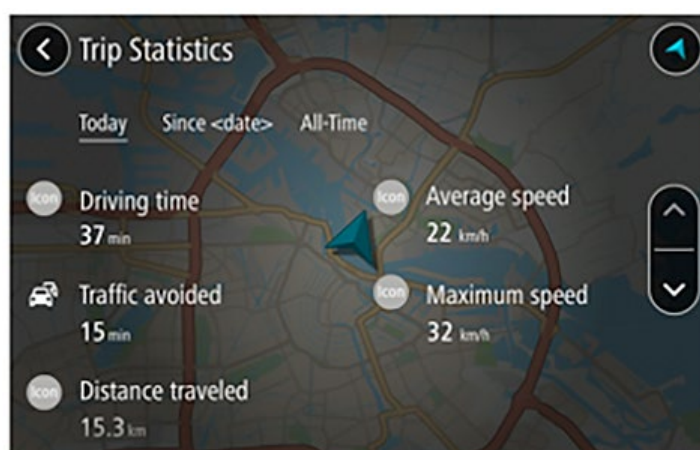 Trip Statistics
Today Since <date> All-Time
Icon Driving time
37 min
Traffic avoided
15 min
Icon Distance traveled
15.3 km
Icon Average speed
22 km/h
Icon Maximum speed
32 km/h